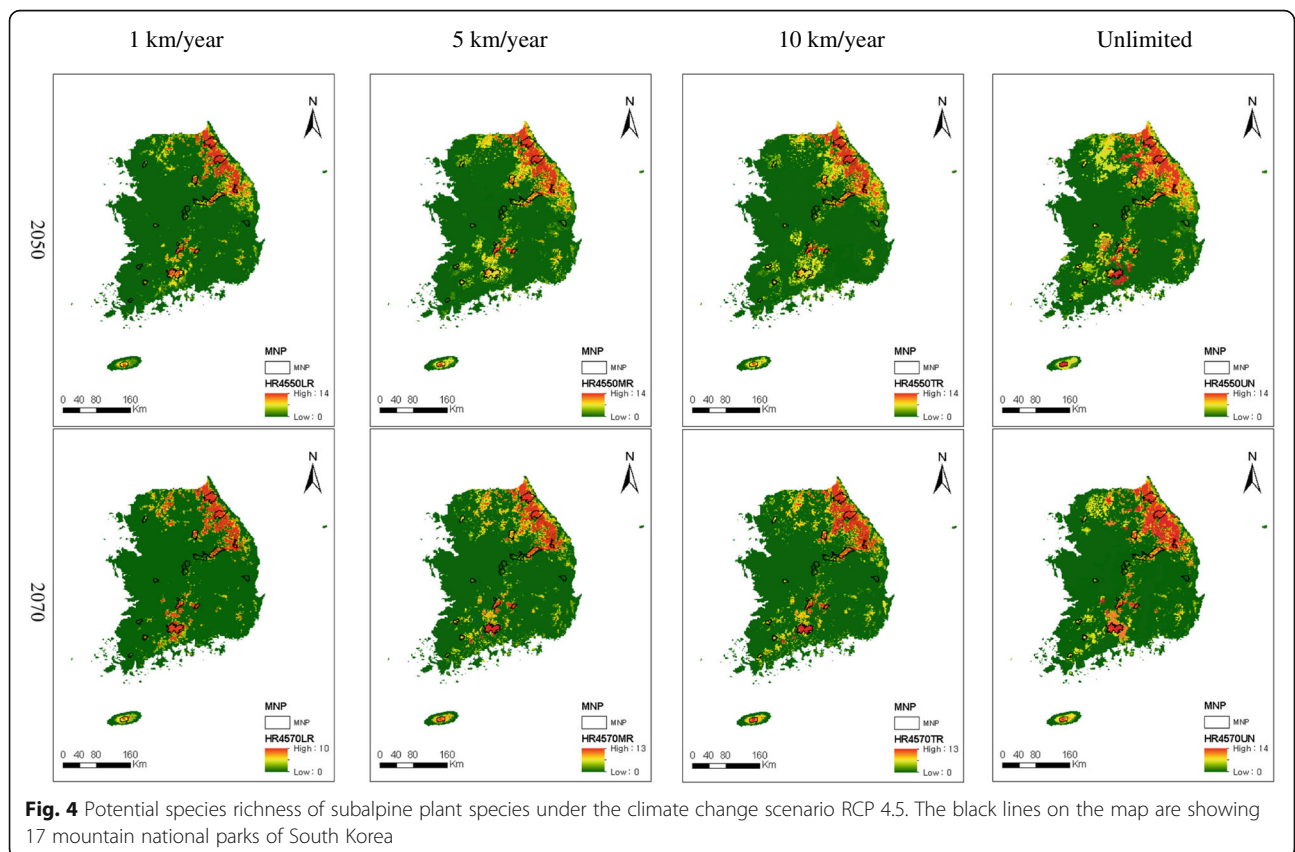 1 km/year
5 km/year
10 km/year
Unlimited
2050
N
MNP
MNP
HR4550LR
High : 14
Low : 0
0 40 80 160
Km
N
MNP
MNP
HR4550MR
High : 14
Low : 0
0 40 80 160
Km
N
MNP
MNP
HR4550TR
High : 14
Low : 0
0 40 80 160
Km
N
MNP
MNP
HR4550UN
High : 14
Low : 0
0 40 80 160
Km
2070
N
MNP
MNP
HR4570LR
High : 10
Low : 0
0 40 80 160
Km
N
MNP
MNP
HR4570MR
High : 13
Low : 0
0 40 80 160
Km
N
MNP
MNP
HR4570TR
High : 13
Low : 0
0 40 80 160
Km
N
MNP
MNP
HR4570UN
High : 14
Low : 0
0 40 80 160
Km
Fig. 4 Potential species richness of subalpine plant species under the climate change scenario RCP 4.5. The black lines on the map are showing
17 mountain national parks of South Korea